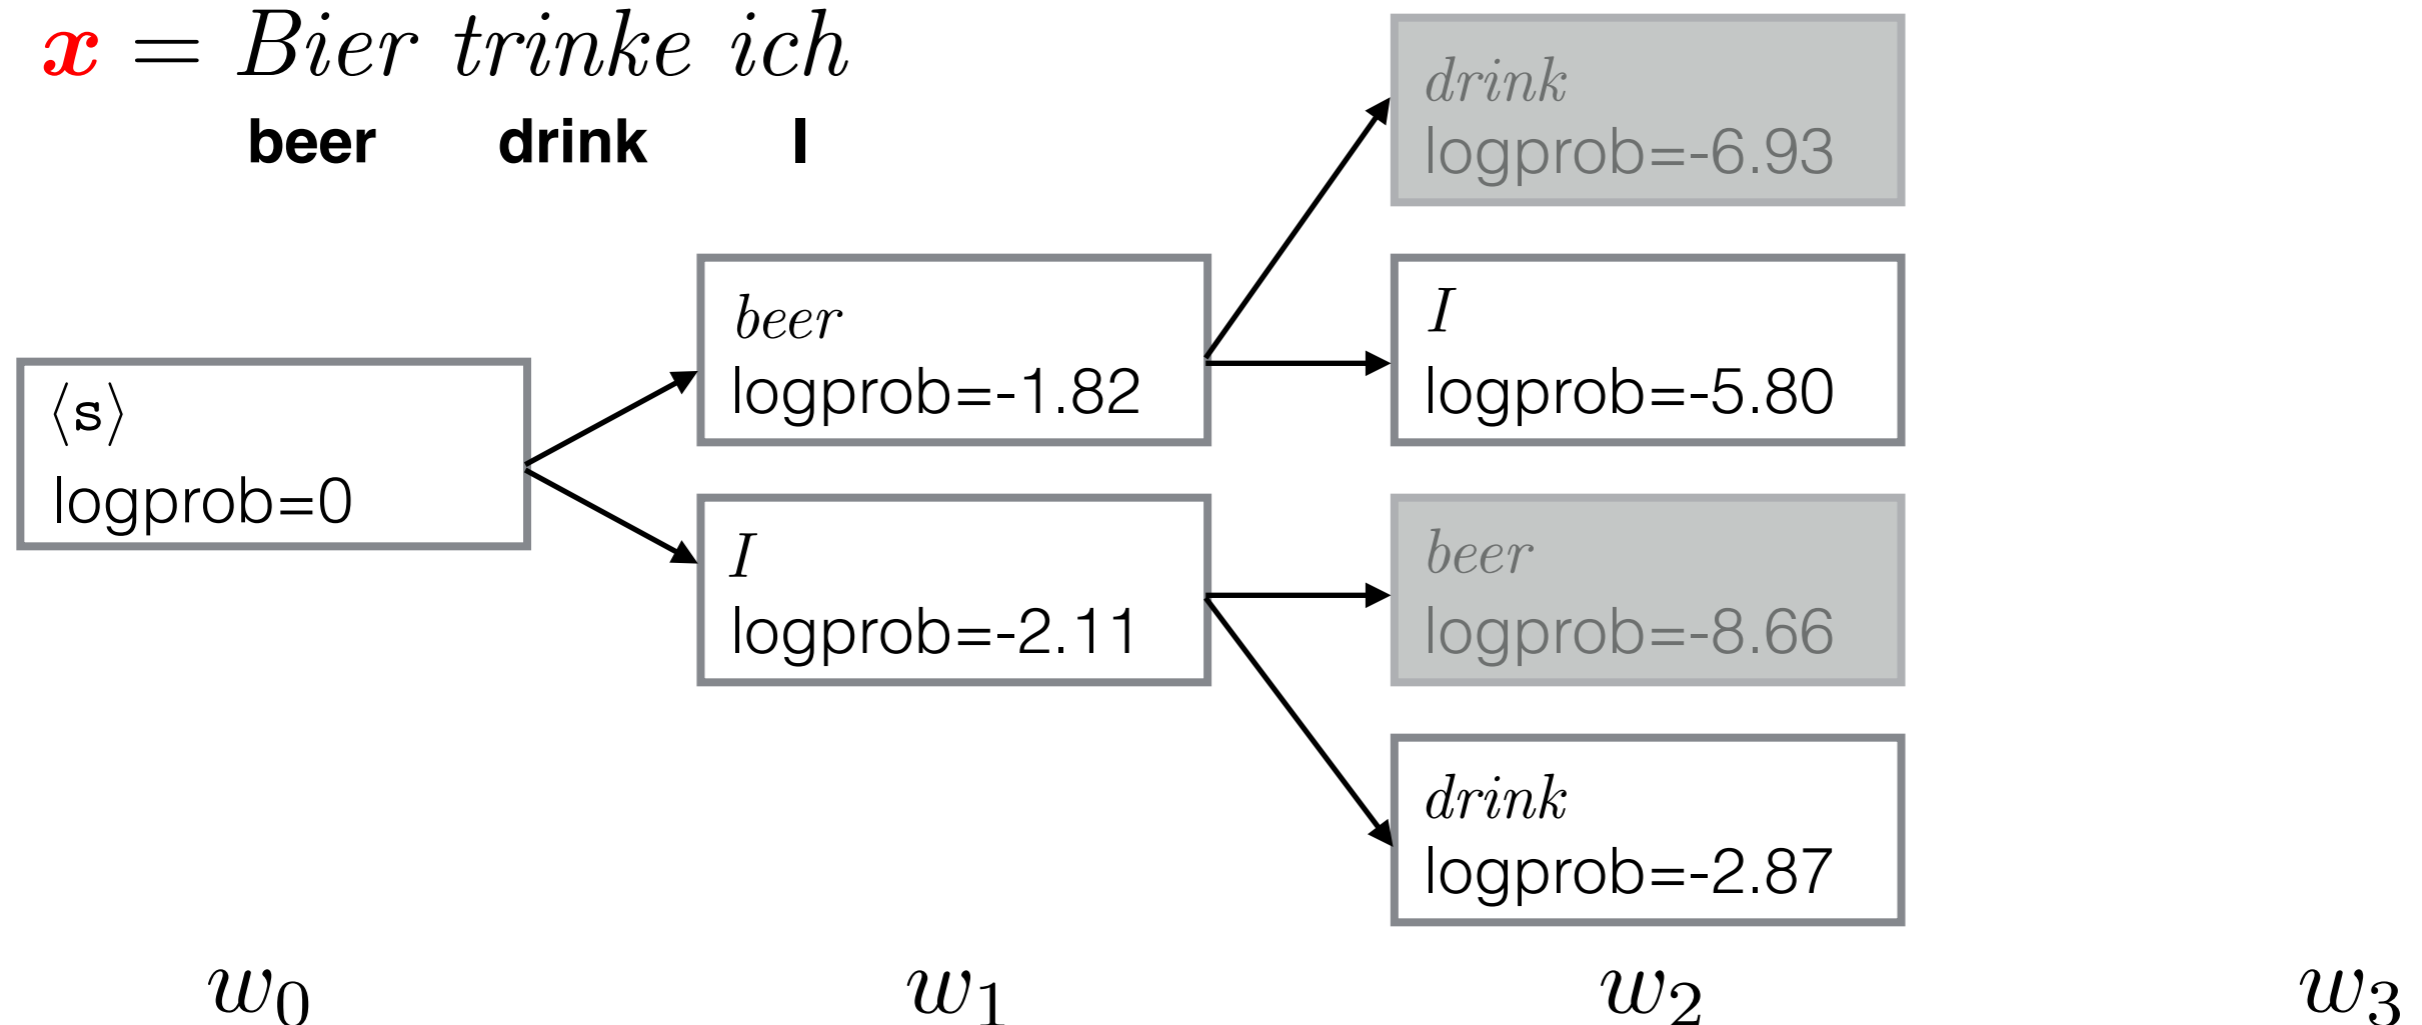 x = Bier trinke ich
beer drink I
⟨s⟩
logprob=0
beer
logprob=-1.82
I
logprob=-2.11
drink
logprob=-6.93
I
logprob=-5.80
beer
logprob=-8.66
drink
logprob=-2.87
w₀ w₁ w₂ w₃